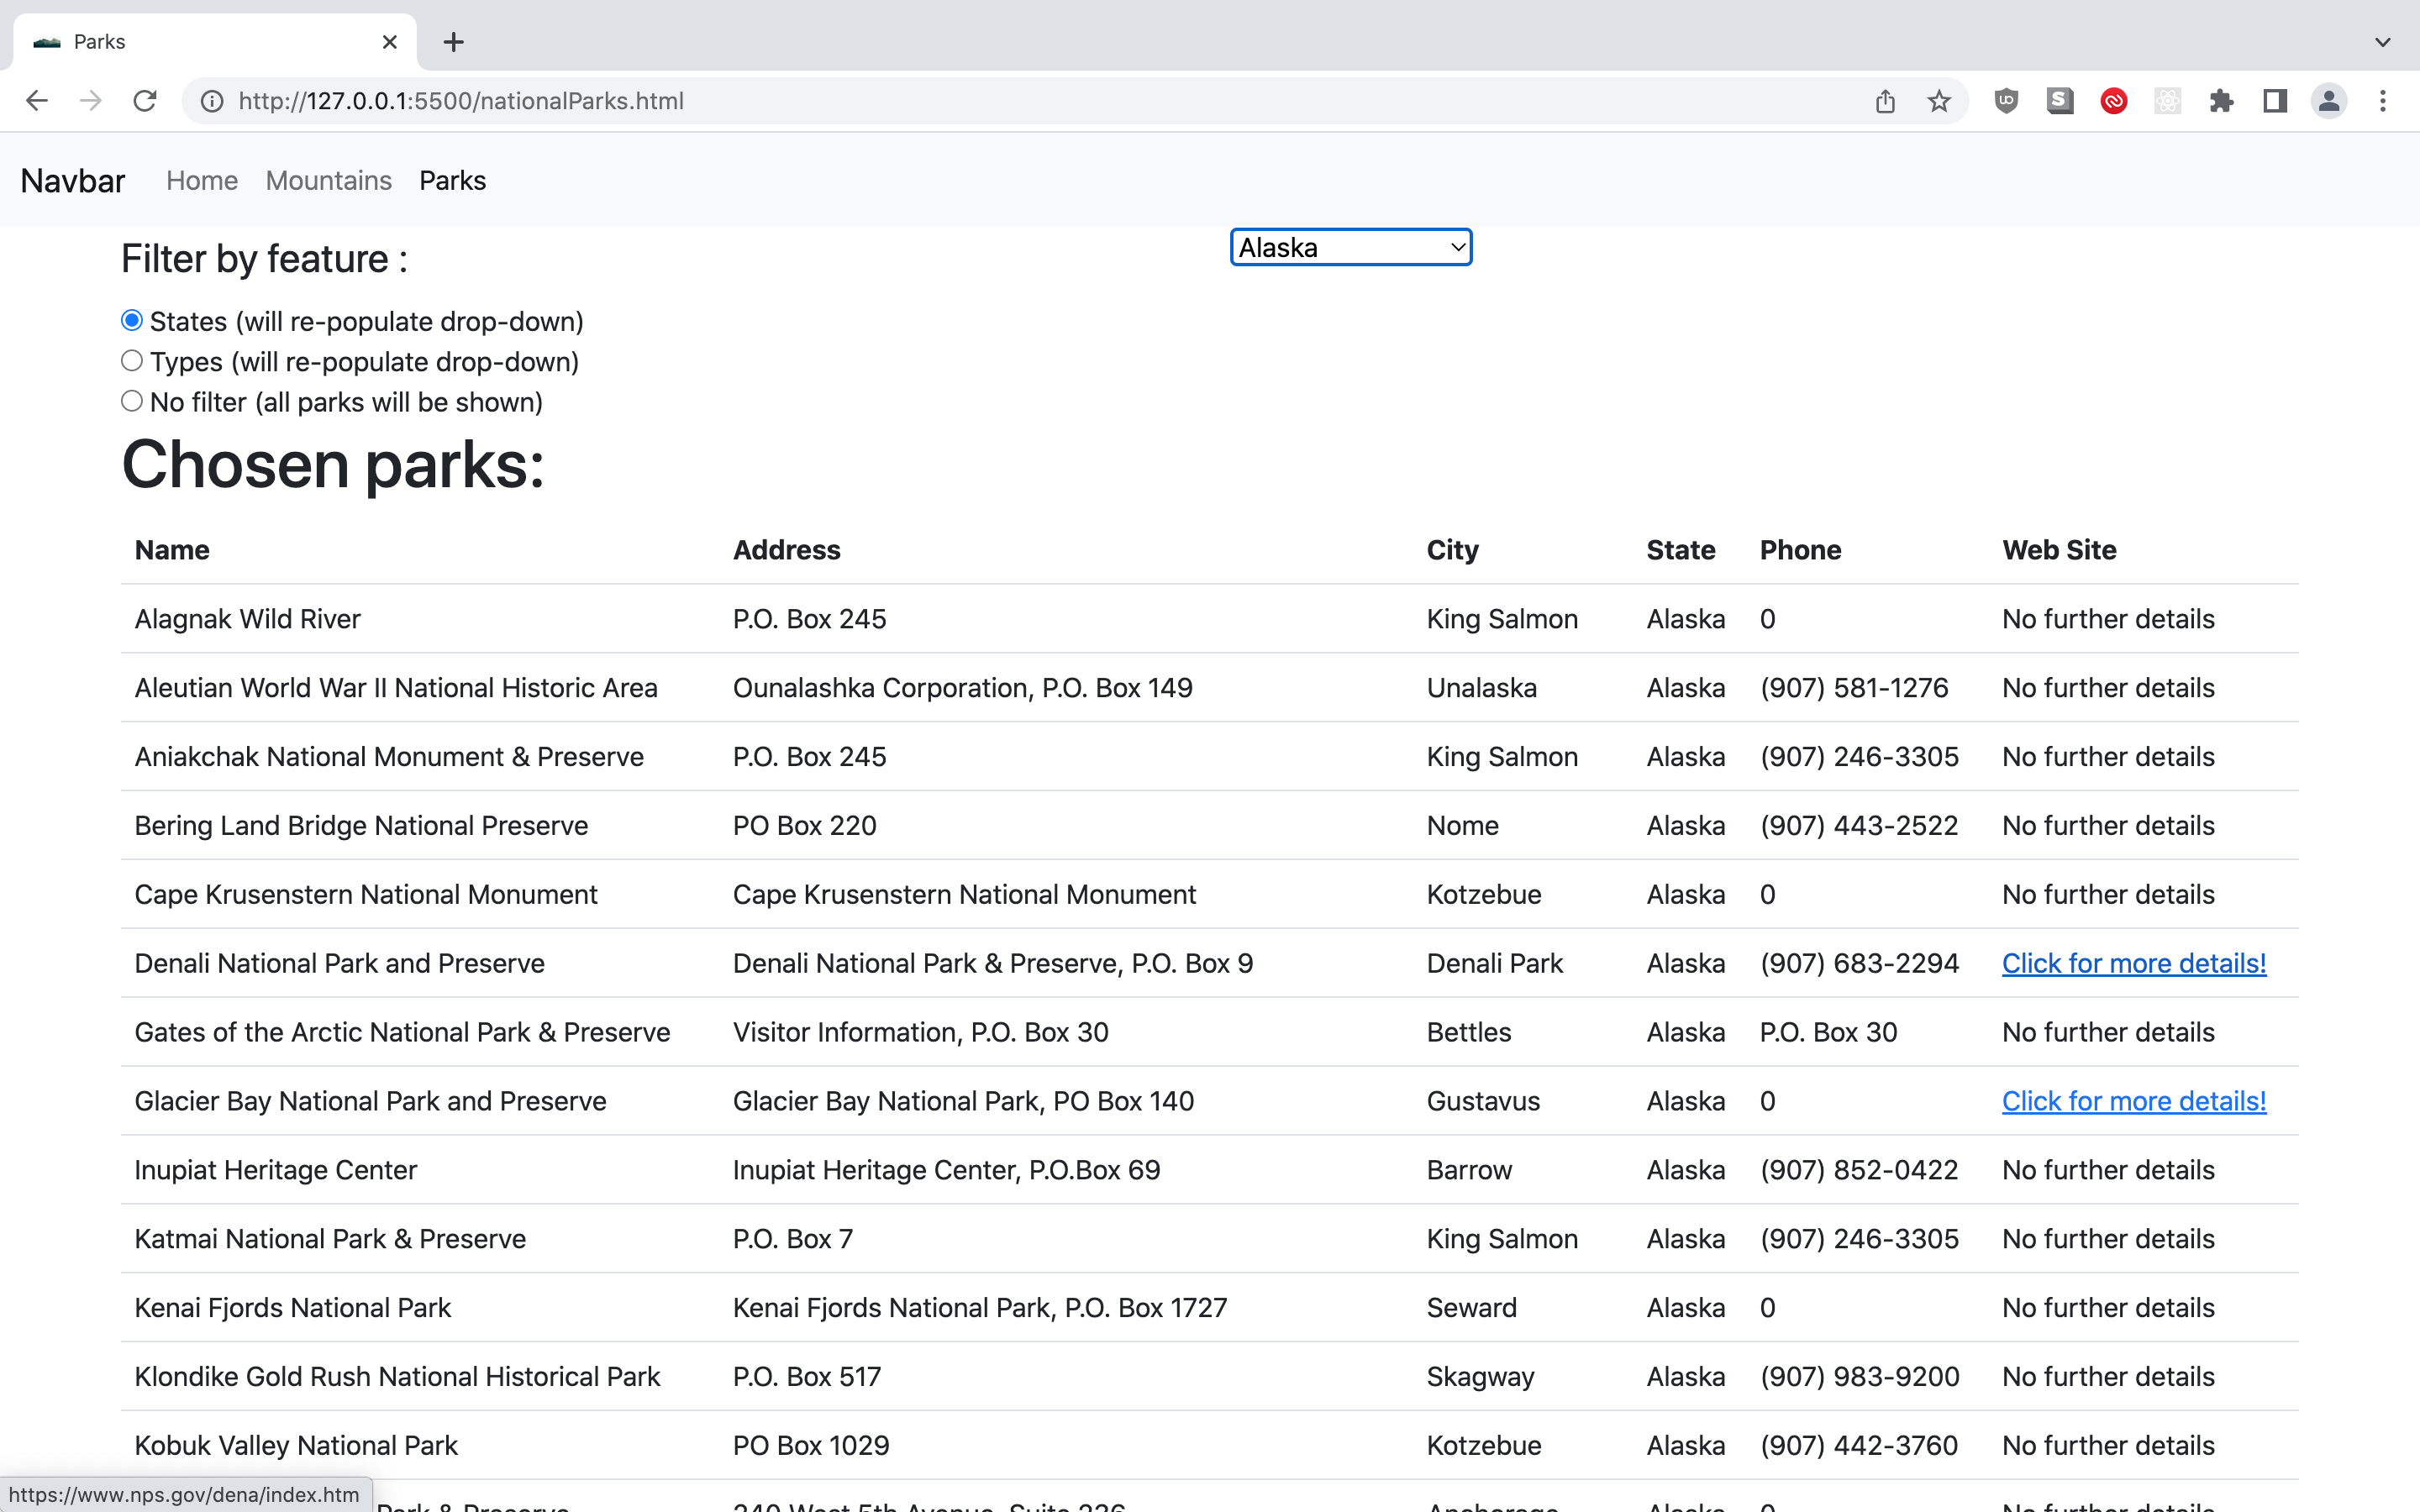 Parks
http://127.0.0.1:5500/nationalParks.html
Navbar Home Mountains Parks
Filter by feature :
Alaska
States (will re-populate drop-down)
Types (will re-populate drop-down)
No filter (all parks will be shown)
Chosen parks:
Name Address City State Phone Web Site
Alagnak Wild River P.O. Box 245 King Salmon Alaska 0 No further details
Aleutian World War II National Historic Area Ounalashka Corporation, P.O. Box 149 Unalaska Alaska (907) 581-1276 No further details
Aniakchak National Monument & Preserve P.O. Box 245 King Salmon Alaska (907) 246-3305 No further details
Bering Land Bridge National Preserve PO Box 220 Nome Alaska (907) 443-2522 No further details
Cape Krusenstern National Monument Cape Krusenstern National Monument Kotzebue Alaska 0 No further details
Denali National Park and Preserve Denali National Park & Preserve, P.O. Box 9 Denali Park Alaska (907) 683-2294 Click for more details!
Gates of the Arctic National Park & Preserve Visitor Information, P.O. Box 30 Bettles Alaska P.O. Box 30 No further details
Glacier Bay National Park and Preserve Glacier Bay National Park, PO Box 140 Gustavus Alaska 0 Click for more details!
Inupiat Heritage Center Inupiat Heritage Center, P.O.Box 69 Barrow Alaska (907) 852-0422 No further details
Katmai National Park & Preserve P.O. Box 7 King Salmon Alaska (907) 246-3305 No further details
Kenai Fjords National Park Kenai Fjords National Park, P.O. Box 1727 Seward Alaska 0 No further details
Klondike Gold Rush National Historical Park P.O. Box 517 Skagway Alaska (907) 983-9200 No further details
Kobuk Valley National Park PO Box 1029 Kotzebue Alaska (907) 442-3760 No further details
Park & Preserve 240 West 5th Avenue, Suite 236 Anchorage Alaska 0 No further details
https://www.nps.gov/dena/index.htm